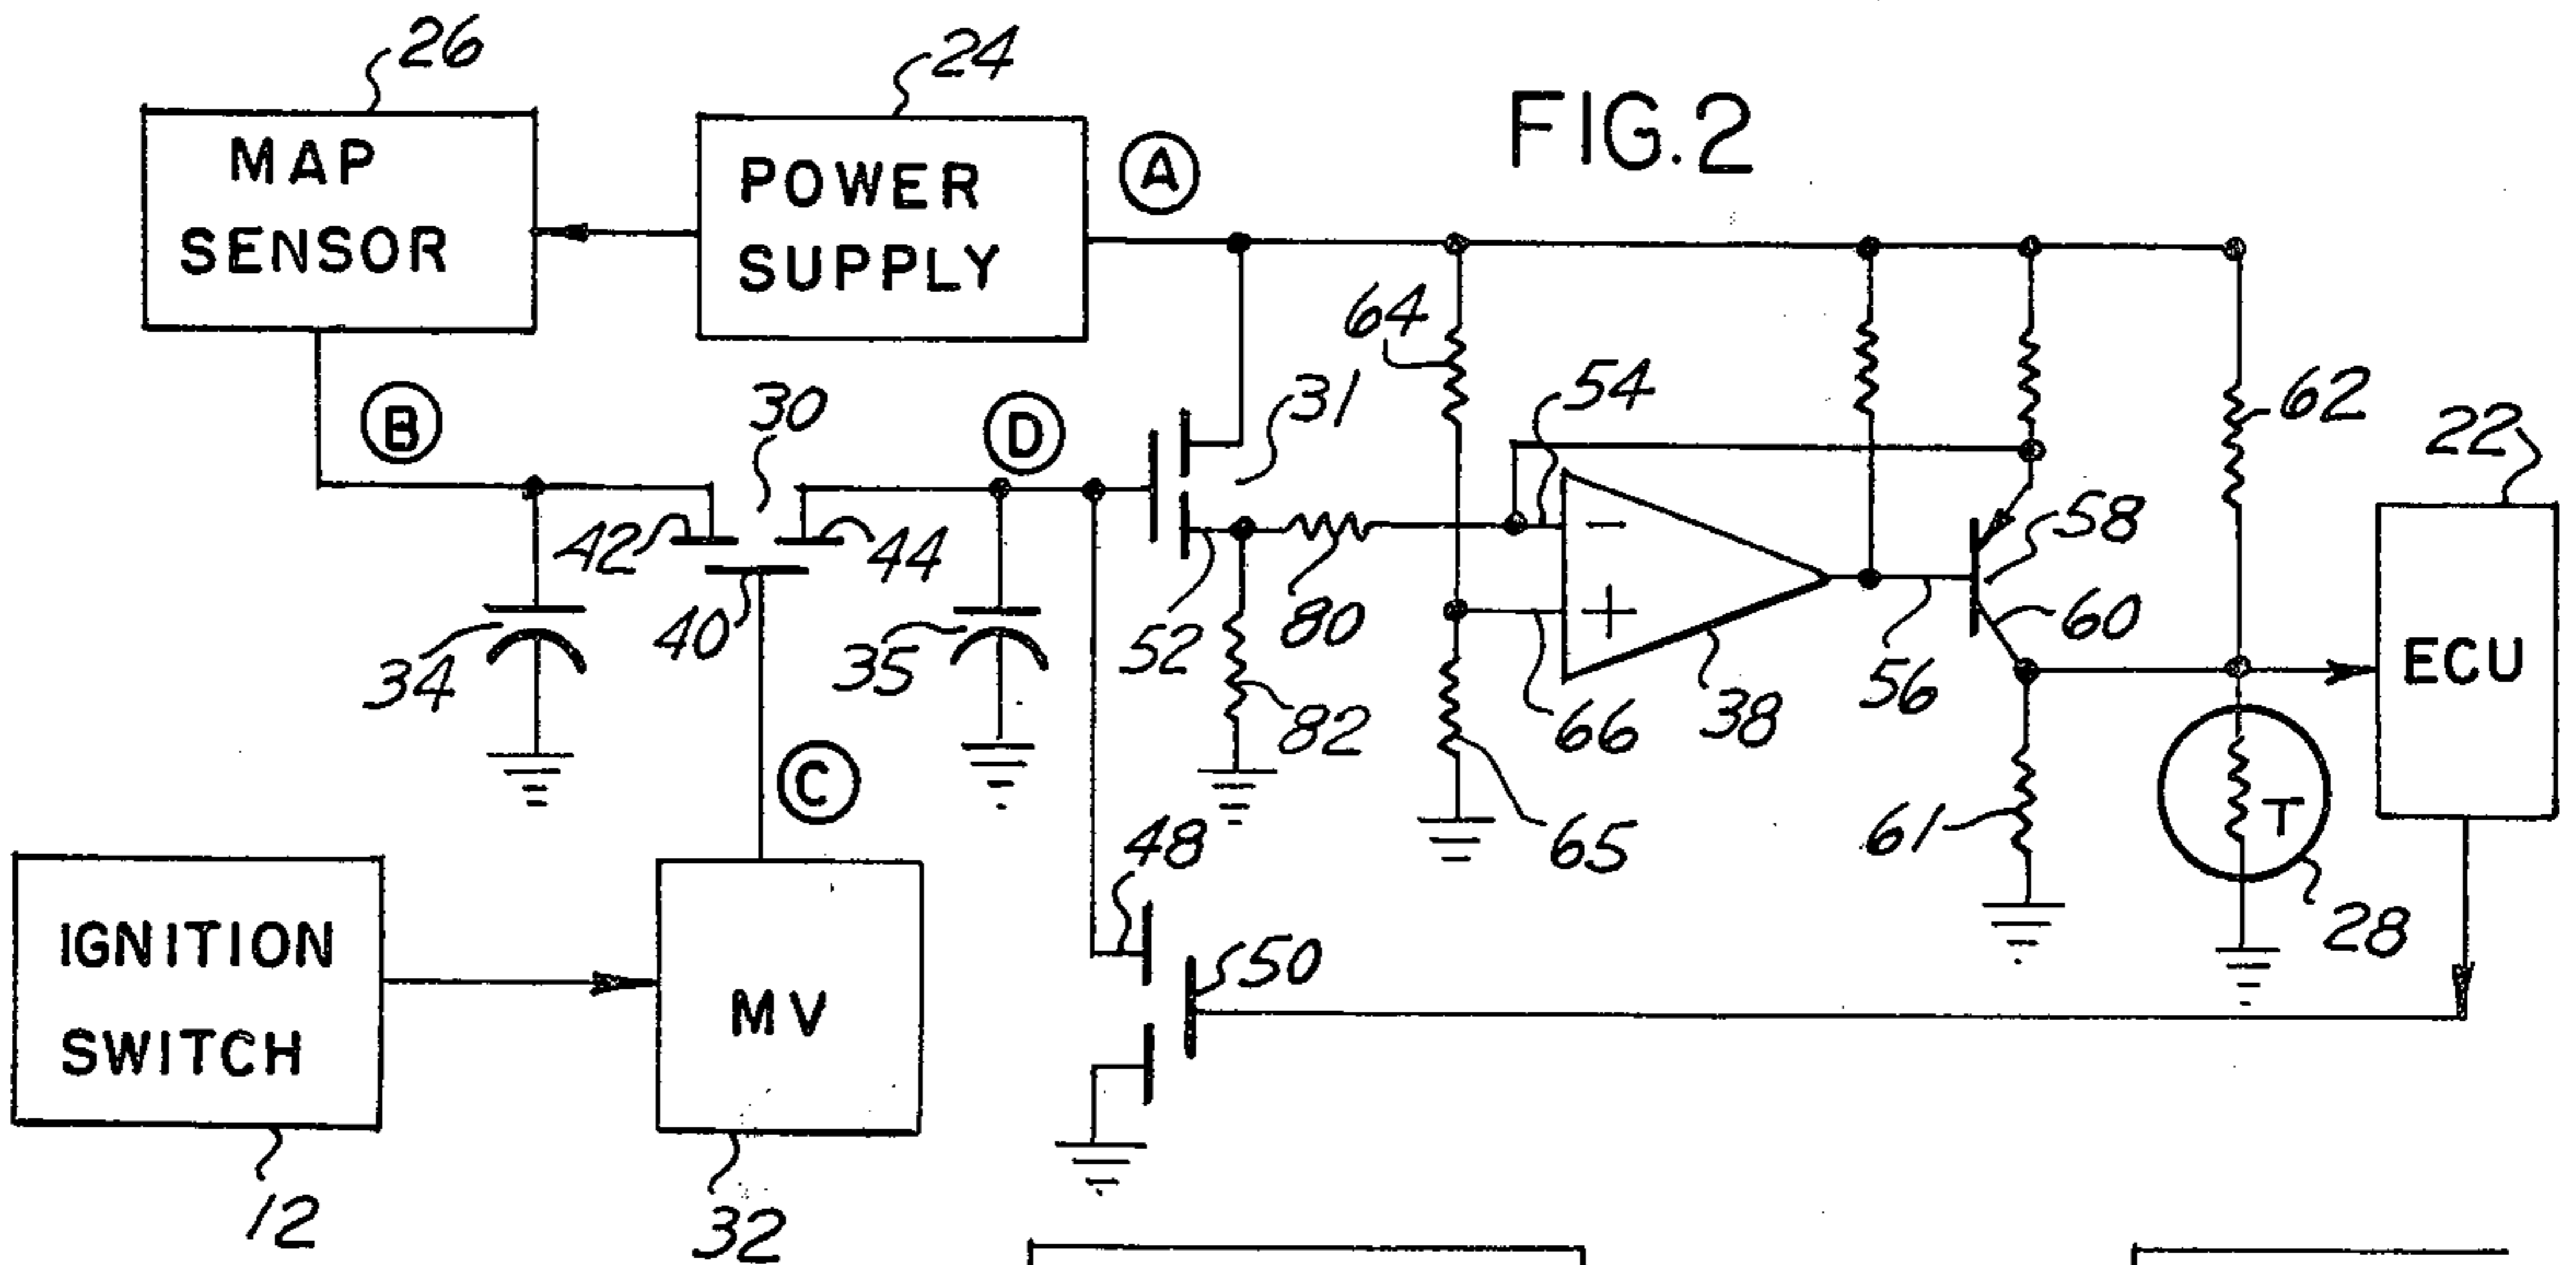 26
24
FIG.2
MAP
SENSOR
POWER
SUPPLY
A
64
31
54
62
22
B
30
D
42
44
−
58
34
40
35
52
80
+
60
ECU
82
66
38
56
C
48
65
61
T
28
IGNITION
SWITCH
MV
50
12
32